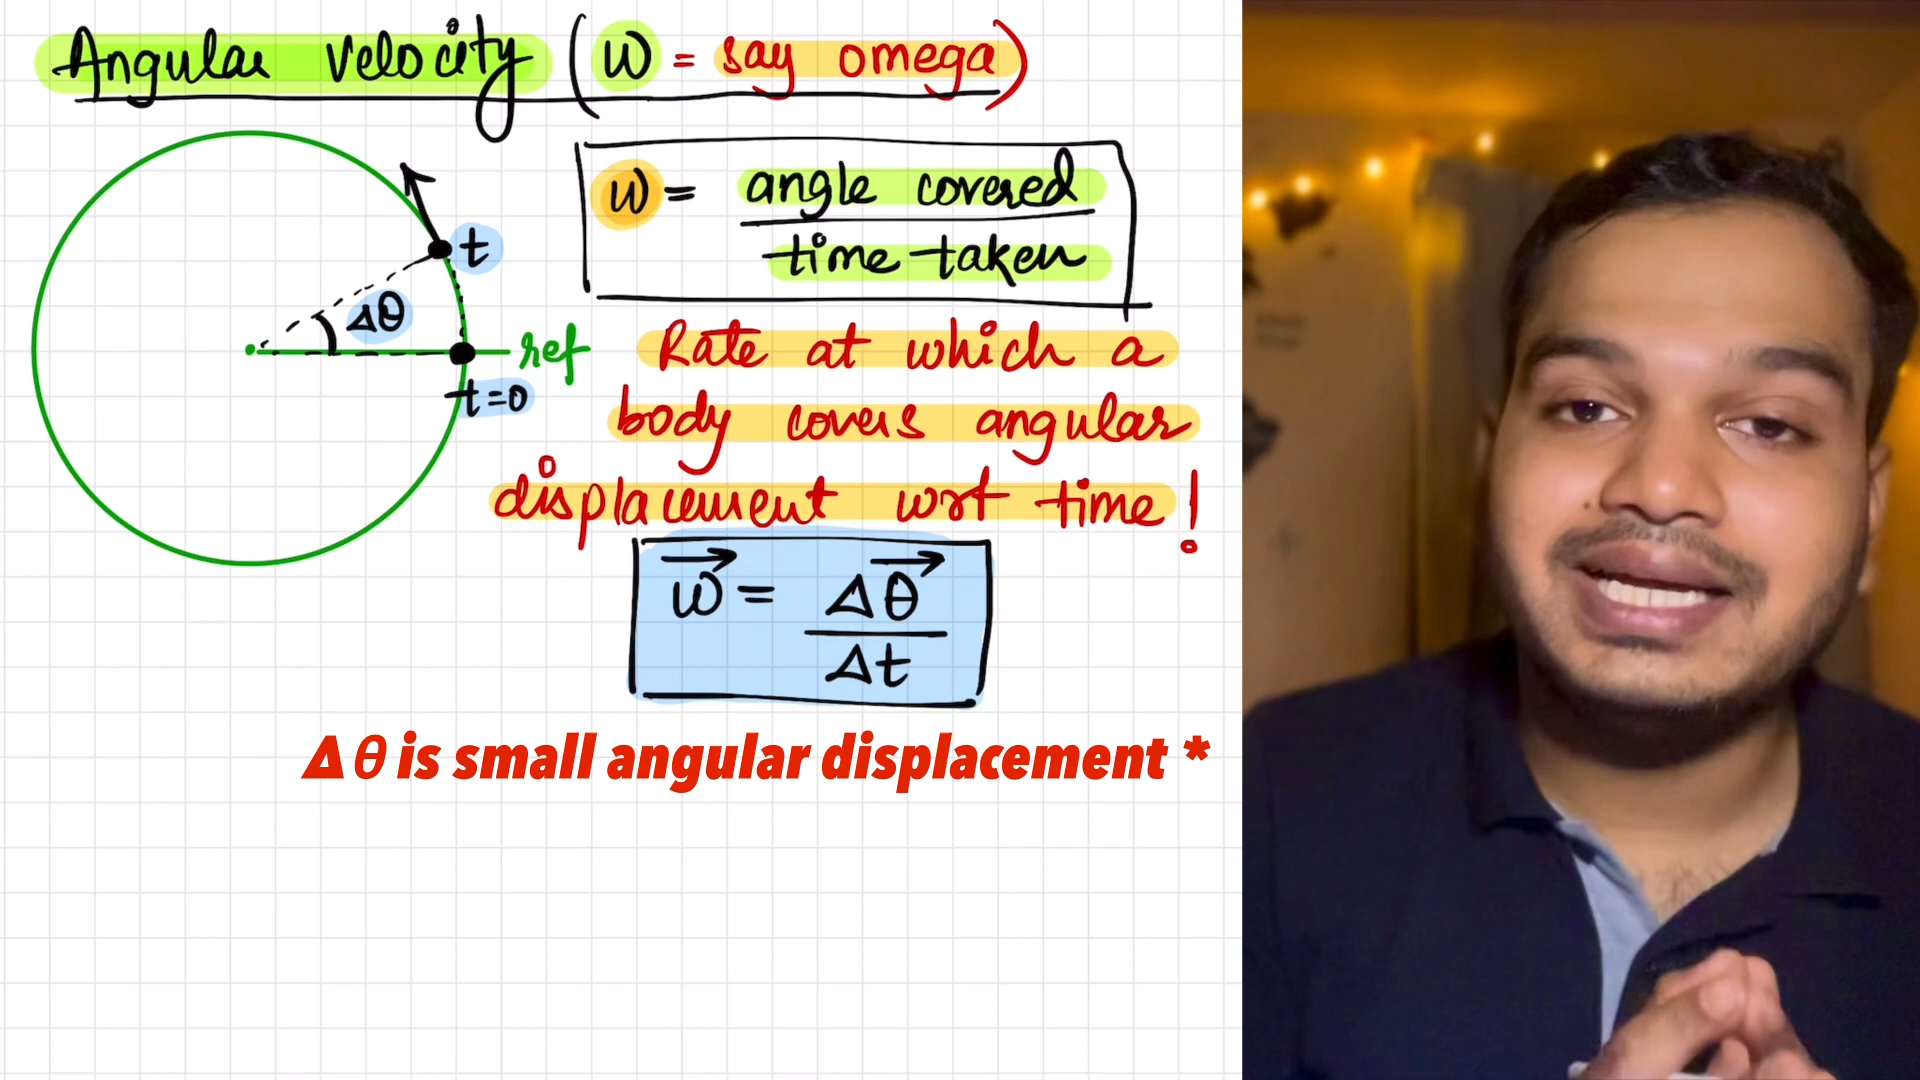 Angular velocity (ω = say omega)
ω = angle covered
time taken
t
Δθ
ref
t=0
Rate at which a
body covers angular
displacement wrt time!
ω = Δθ
Δt
Δθ is small angular displacement *